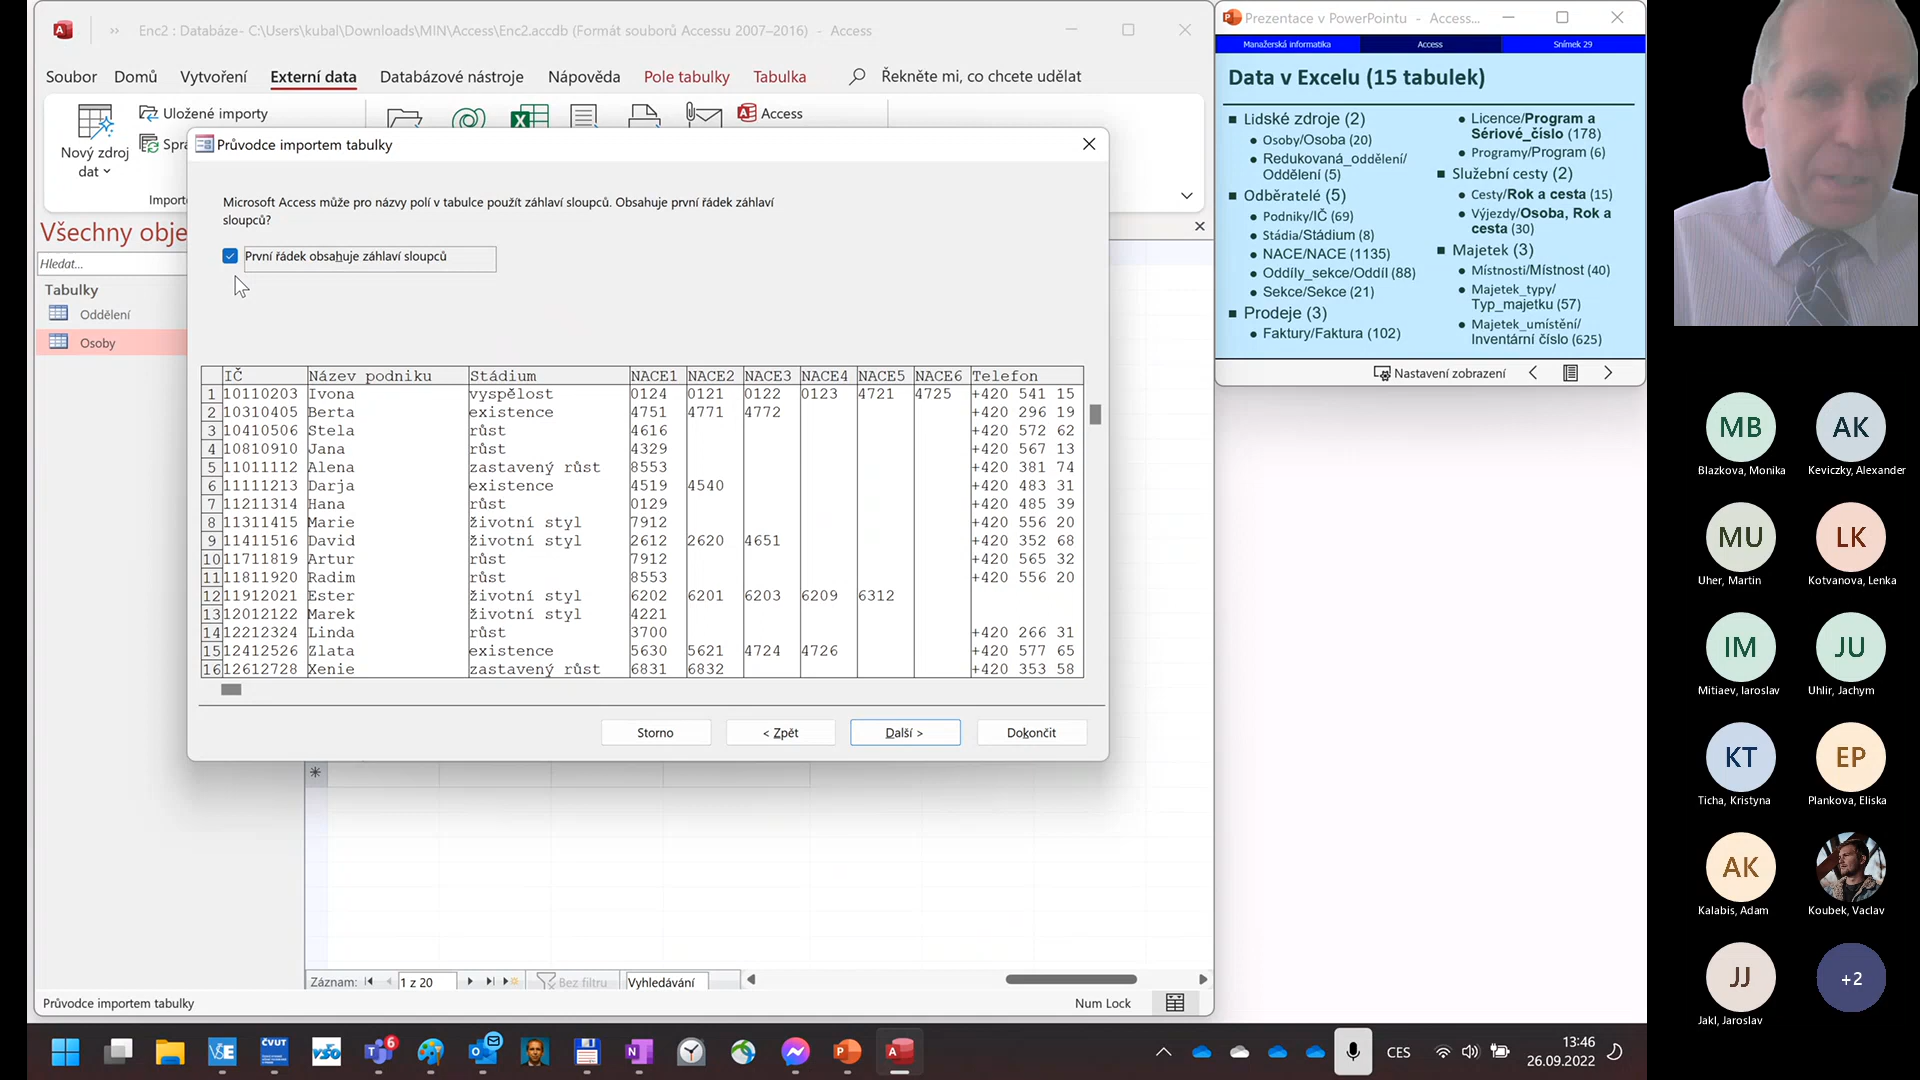 Enc2 : Databáze- C:\Users\kubal\Downloads\MIN\Access\Enc2.accdb (Formát souborů Accessu 2007–2016) - Access
Soubor Domů Vytvoření Externí data Databázové nástroje Nápověda Pole tabulky Tabulka Řekněte mi, co chcete udělat
Nový zdroj
dat
Uložené importy
Access
Všechny obje
Hledat...
Tabulky
Oddělení
Osoby
Průvodce importem tabulky
Microsoft Access může pro názvy polí v tabulce použít záhlaví sloupců. Obsahuje první řádek záhlaví
sloupců?
První řádek obsahuje záhlaví sloupců
IČ Název podniku Stádium NACE1 NACE2 NACE3 NACE4 NACE5 NACE6 Telefon
1 10110203 Ivona vyspělost 0124 0121 0122 0123 4721 4725 +420 541 15
2 10310405 Berta existence 4751 4771 4772 +420 296 19
3 10410506 Stela růst 4616 +420 572 62
4 10810910 Jana růst 4329 +420 567 13
5 11011112 Alena zastavený růst 8553 +420 381 74
6 11111213 Darja existence 4519 4540 +420 483 31
7 11211314 Hana růst 0129 +420 485 39
8 11311415 Marie životní styl 7912 +420 556 20
9 11411516 David životní styl 2612 2620 4651 +420 352 68
10 11711819 Artur růst 7912 +420 565 32
11 11811920 Radim růst 8553 +420 556 20
12 11912021 Ester životní styl 6202 6201 6203 6209 6312
13 12012122 Marek životní styl 4221
14 12212324 Linda růst 3700 +420 266 31
15 12412526 Zlata existence 5630 5621 4724 4726 +420 577 65
16 12612728 Xenie zastavený růst 6831 6832 +420 353 58
Storno < Zpět Další > Dokončit
Záznam: 1 z 20 Bez filtru Vyhledávání
Průvodce importem tabulky
Num Lock
Prezentace v PowerPointu - Access...
Manažerská informatika Access Snímek 29
Data v Excelu (15 tabulek)
Lidské zdroje (2)
Osoby/Osoba (20)
Redukovaná_oddělení/
Oddělení (5)
Odběratelé (5)
Podniky/IČ (69)
Stádia/Stádium (8)
NACE/NACE (1135)
Oddíly_sekce/Oddíl (88)
Sekce/Sekce (21)
Prodeje (3)
Faktury/Faktura (102)
Licence/Program a
Sériové_číslo (178)
Programy/Program (6)
Služební cesty (2)
Cesty/Rok a cesta (15)
Výjezdy/Osoba, Rok a
cesta (30)
Majetek (3)
Místnosti/Místnost (40)
Majetek_typy/
Typ_majetku (57)
Majetek_umístění/
Inventární číslo (625)
Nastavení zobrazení
MB AK
Blazkova, Monika Keviczky, Alexander
MU LK
Uher, Martin Kotvanova, Lenka
IM JU
Mitiaev, Iaroslav Uhlir, Jachym
KT EP
Ticha, Kristyna Plankova, Eliska
AK
Kalabis, Adam Koubek, Vaclav
JJ +2
Jakl, Jaroslav
CES
13:46
26.09.2022